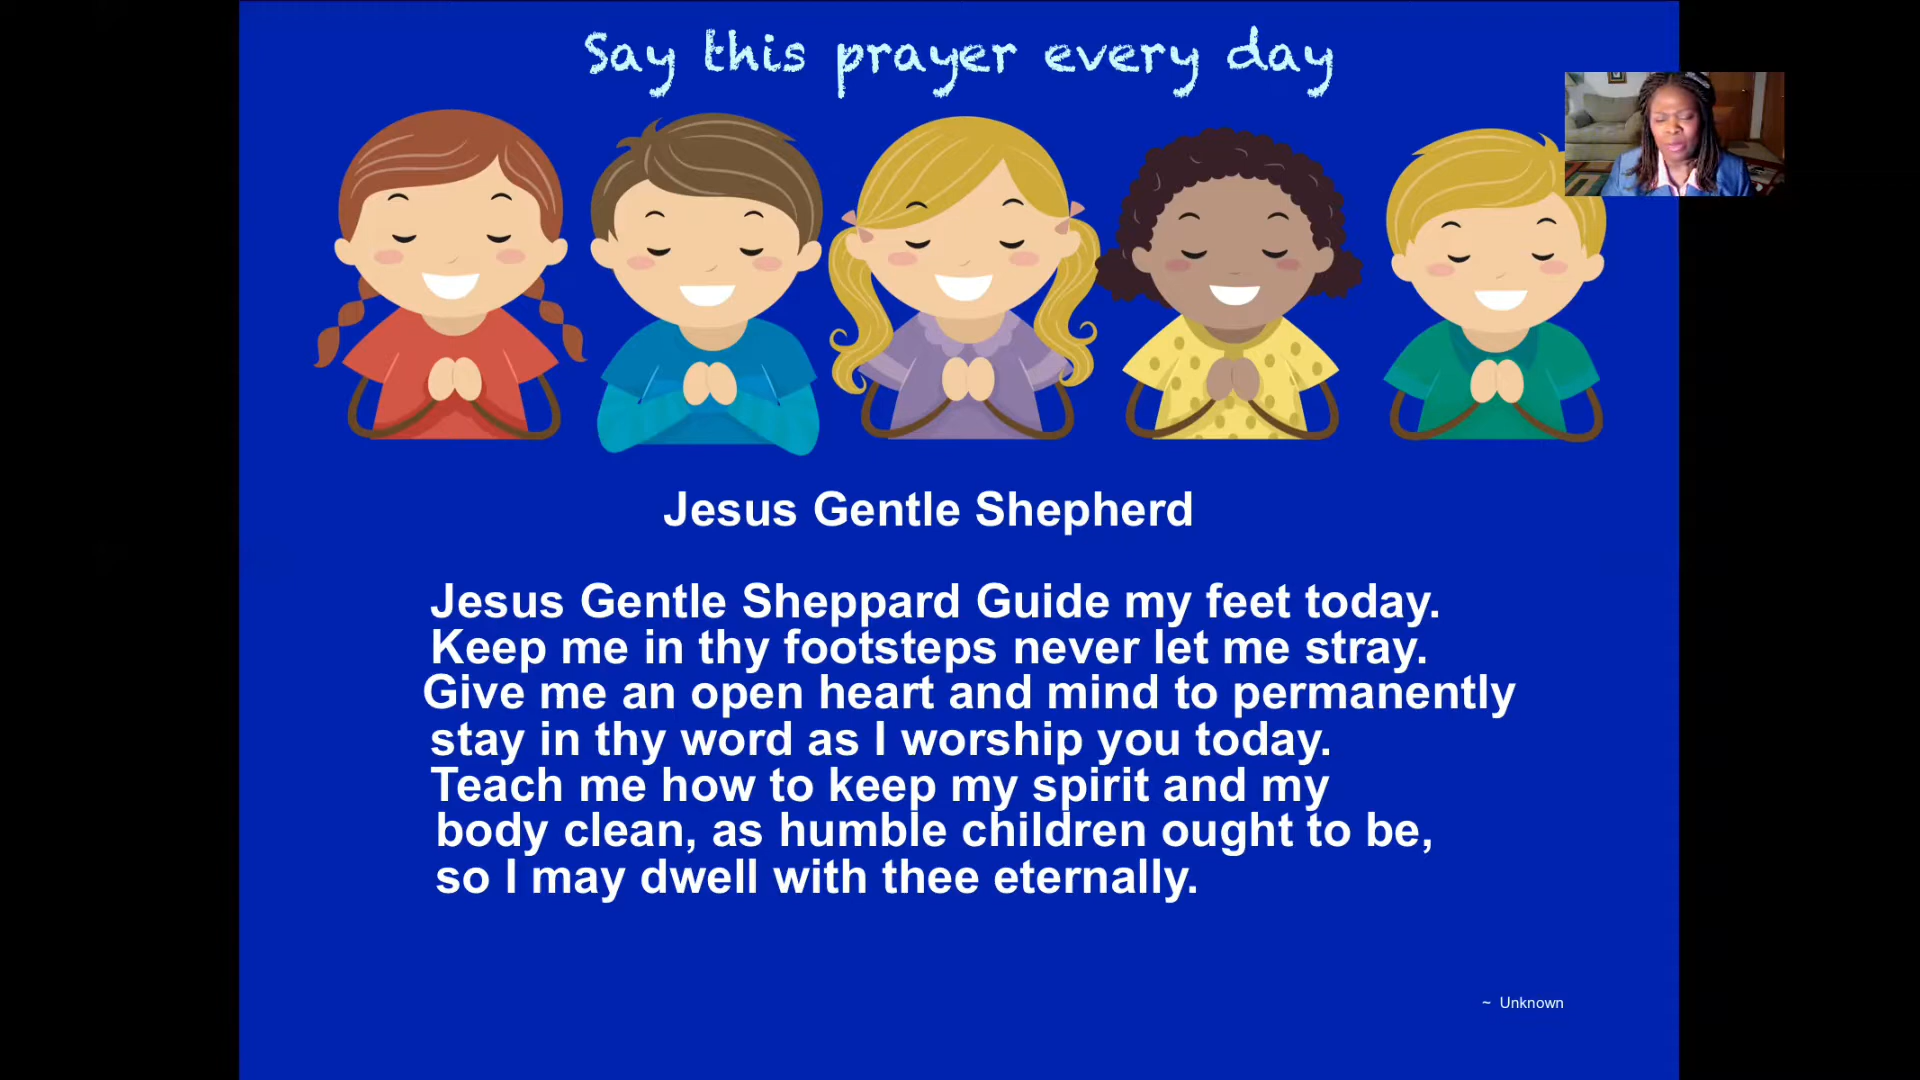 Say this prayer every day
Jesus Gentle Shepherd
Jesus Gentle Sheppard Guide my feet today.
Keep me in thy footsteps never let me stray.
Give me an open heart and mind to permanently
stay in thy word as I worship you today.
Teach me how to keep my spirit and my
body clean, as humble children ought to be,
so I may dwell with thee eternally.
~ Unknown